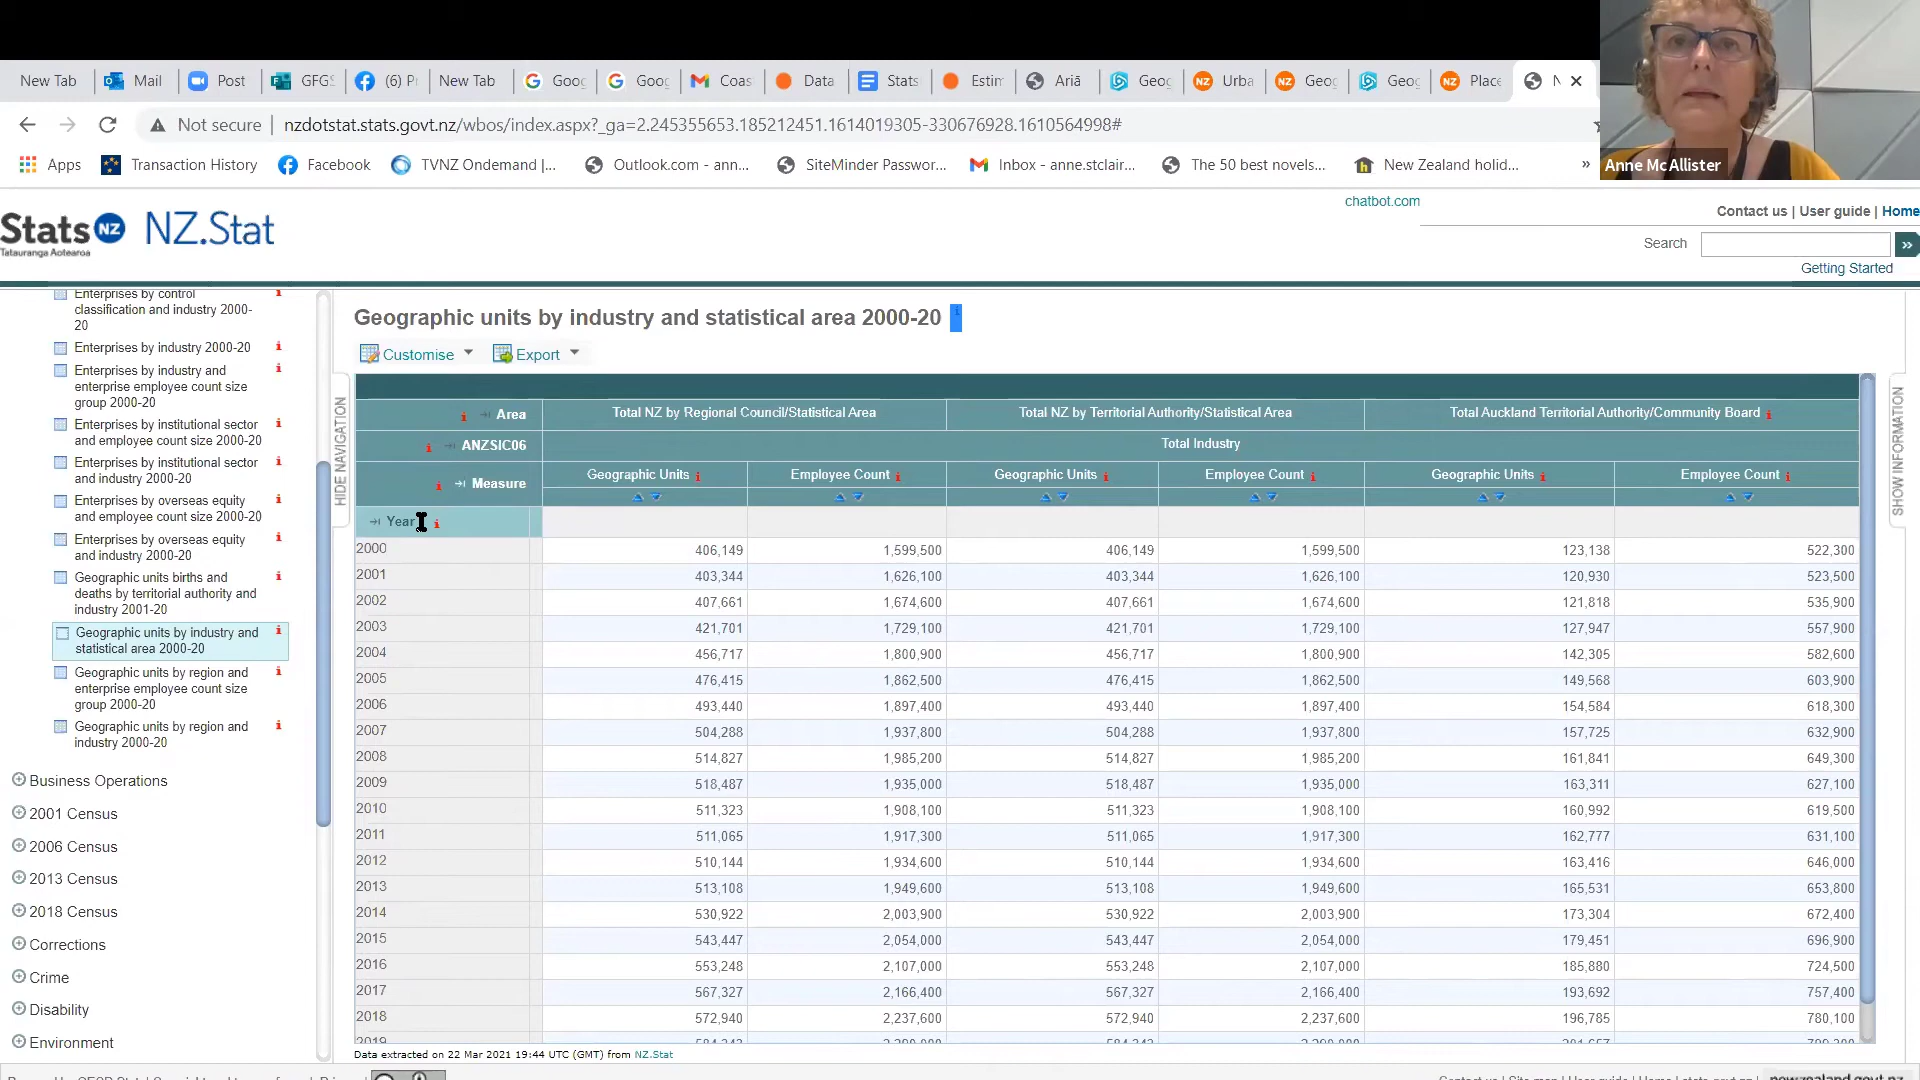 New Tab Mail Post GFGS (6) Pr New Tab Goog Goog Coas Data Stats Estim Ariā Geog Urba Geog Geog Place N
Not secure | nzdotstat.stats.govt.nz/wbos/index.aspx?_ga=2.245355653.185212451.1614019305-330676928.1610564998#
Apps Transaction History Facebook TVNZ Ondemand |... Outlook.com - ann... SiteMinder Passwor... Inbox - anne.stclair... The 50 best novels... New Zealand holid... »
Anne McAllister
chatbot.com
Contact us | User guide | Home
Stats NZ NZ.Stat
Tatauranga Aotearoa
Search »
Getting Started
Enterprises by control
classification and industry 2000-
20
Enterprises by industry 2000-20
Enterprises by industry and
enterprise employee count size
group 2000-20
Enterprises by institutional sector
and employee count size 2000-20
Enterprises by institutional sector
and industry 2000-20
Enterprises by overseas equity
and employee count size 2000-20
Enterprises by overseas equity
and industry 2000-20
Geographic units births and
deaths by territorial authority and
industry 2001-20
Geographic units by industry and
statistical area 2000-20
Geographic units by region and
enterprise employee count size
group 2000-20
Geographic units by region and
industry 2000-20
Business Operations
2001 Census
2006 Census
2013 Census
2018 Census
Corrections
Crime
Disability
Environment
HIDE NAVIGATION
Geographic units by industry and statistical area 2000-20
Customise Export
Area Total NZ by Regional Council/Statistical Area Total NZ by Territorial Authority/Statistical Area Total Auckland Territorial Authority/Community Board
ANZSIC06 Total Industry
Measure Geographic Units Employee Count Geographic Units Employee Count Geographic Units Employee Count
Year
2000 406,149 1,599,500 406,149 1,599,500 123,138 522,300
2001 403,344 1,626,100 403,344 1,626,100 120,930 523,500
2002 407,661 1,674,600 407,661 1,674,600 121,818 535,900
2003 421,701 1,729,100 421,701 1,729,100 127,947 557,900
2004 456,717 1,800,900 456,717 1,800,900 142,305 582,600
2005 476,415 1,862,500 476,415 1,862,500 149,568 603,900
2006 493,440 1,897,400 493,440 1,897,400 154,584 618,300
2007 504,288 1,937,800 504,288 1,937,800 157,725 632,900
2008 514,827 1,985,200 514,827 1,985,200 161,841 649,300
2009 518,487 1,935,000 518,487 1,935,000 163,311 627,100
2010 511,323 1,908,100 511,323 1,908,100 160,992 619,500
2011 511,065 1,917,300 511,065 1,917,300 162,777 631,100
2012 510,144 1,934,600 510,144 1,934,600 163,416 646,000
2013 513,108 1,949,600 513,108 1,949,600 165,531 653,800
2014 530,922 2,003,900 530,922 2,003,900 173,304 672,400
2015 543,447 2,054,000 543,447 2,054,000 179,451 696,900
2016 553,248 2,107,000 553,248 2,107,000 185,880 724,500
2017 567,327 2,166,400 567,327 2,166,400 193,692 757,400
2018 572,940 2,237,600 572,940 2,237,600 196,785 780,100
2019
Data extracted on 22 Mar 2021 19:44 UTC (GMT) from NZ.Stat
SHOW INFORMATION